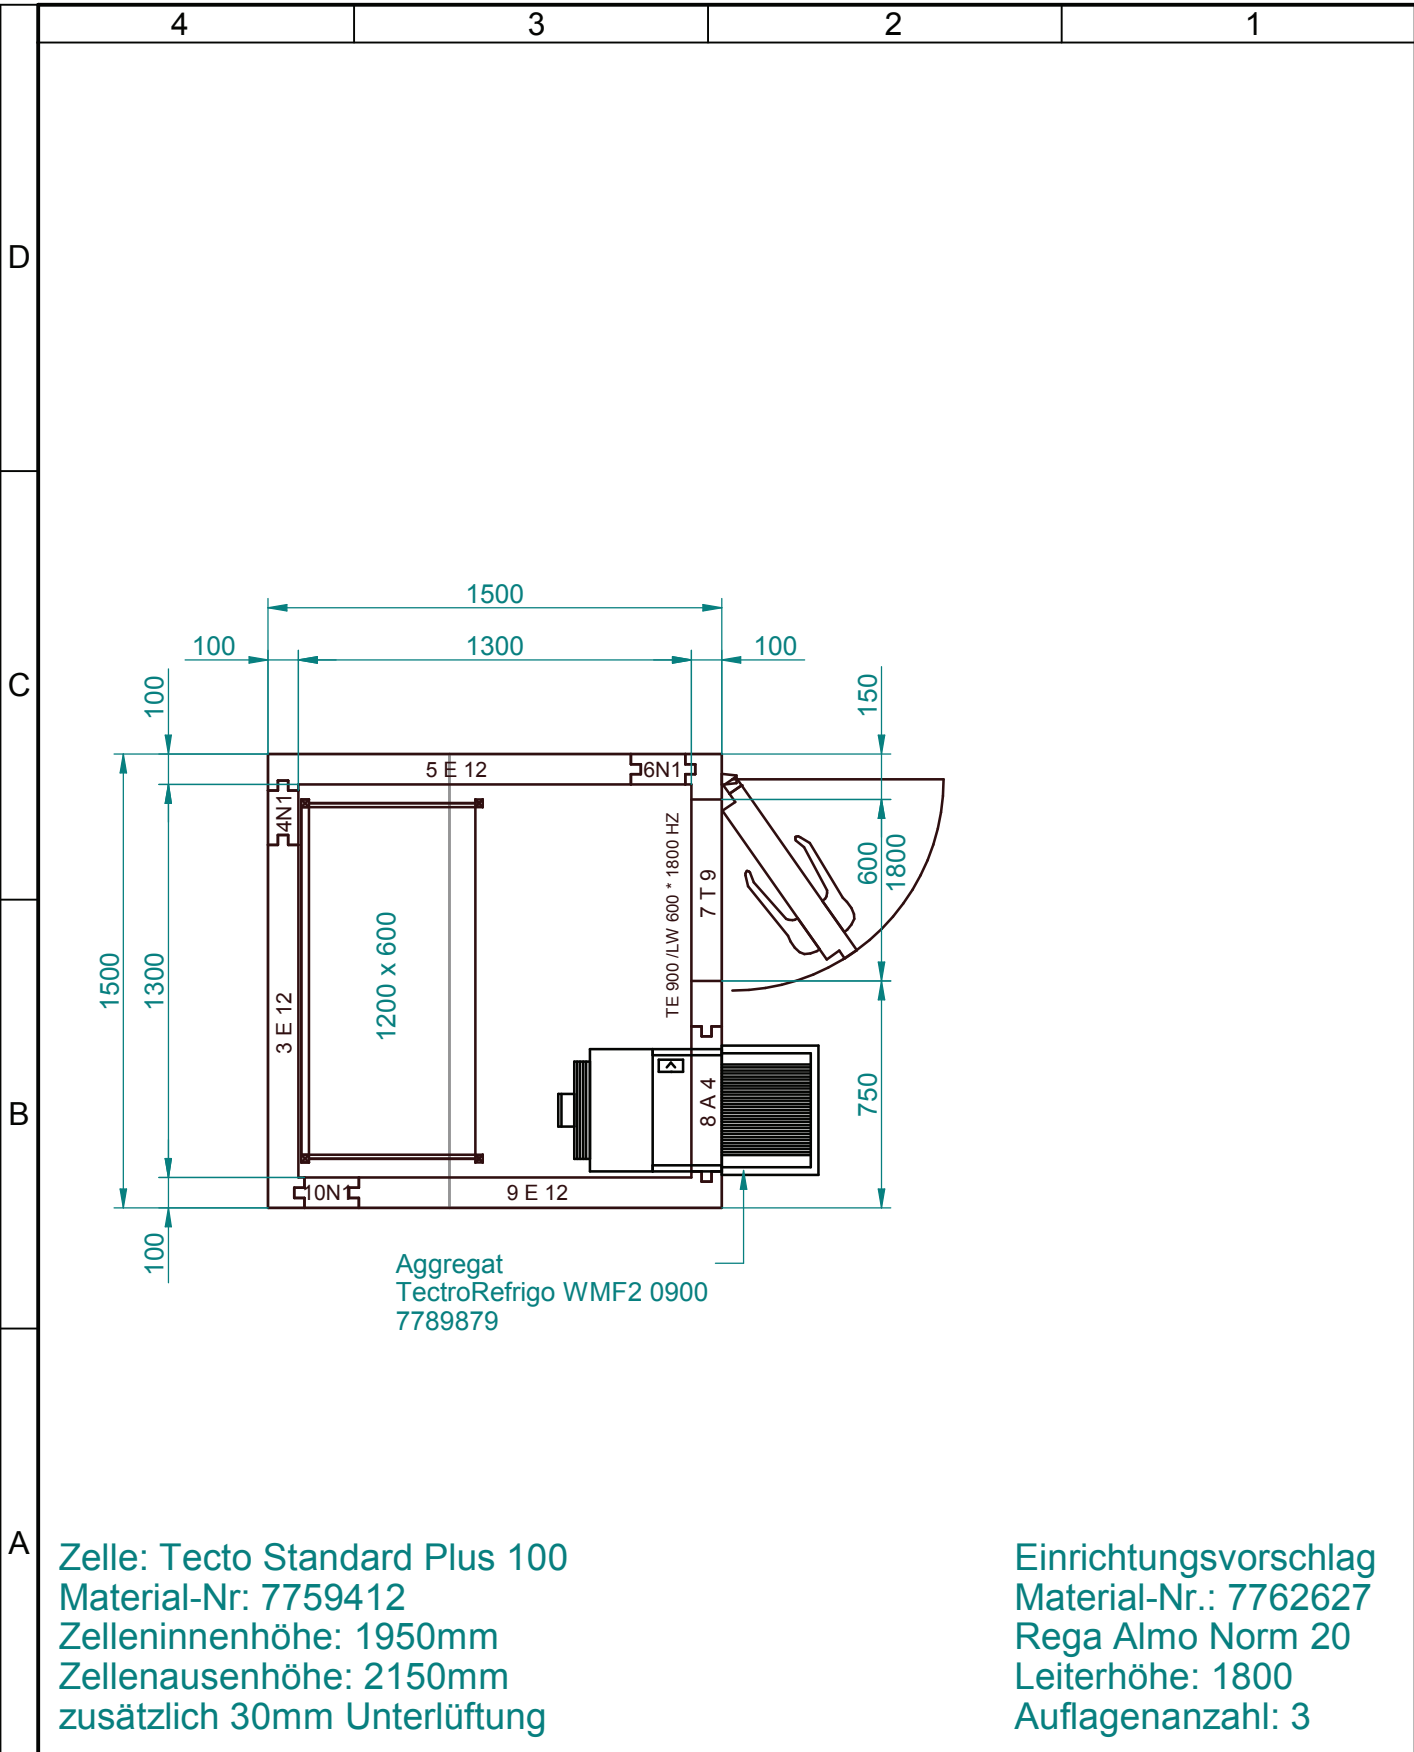 4 3 2 1
D
C
B
A
1500
100 1300 100
100
150
5 E 12
6N1
4N1
TE 900 /LW 600 * 1800 HZ
7 T 9
600
1800
1500
1300
3 E 12
1200 x 600
8 A 4
750
10N1
9 E 12
100
Aggregat
TectroRefrigo WMF2 0900
7789879
Zelle: Tecto Standard Plus 100
Material-Nr: 7759412
Zelleninnenhöhe: 1950mm
Zellenausenhöhe: 2150mm
zusätzlich 30mm Unterlüftung
Einrichtungsvorschlag
Material-Nr.: 7762627
Rega Almo Norm 20
Leiterhöhe: 1800
Auflagenanzahl: 3